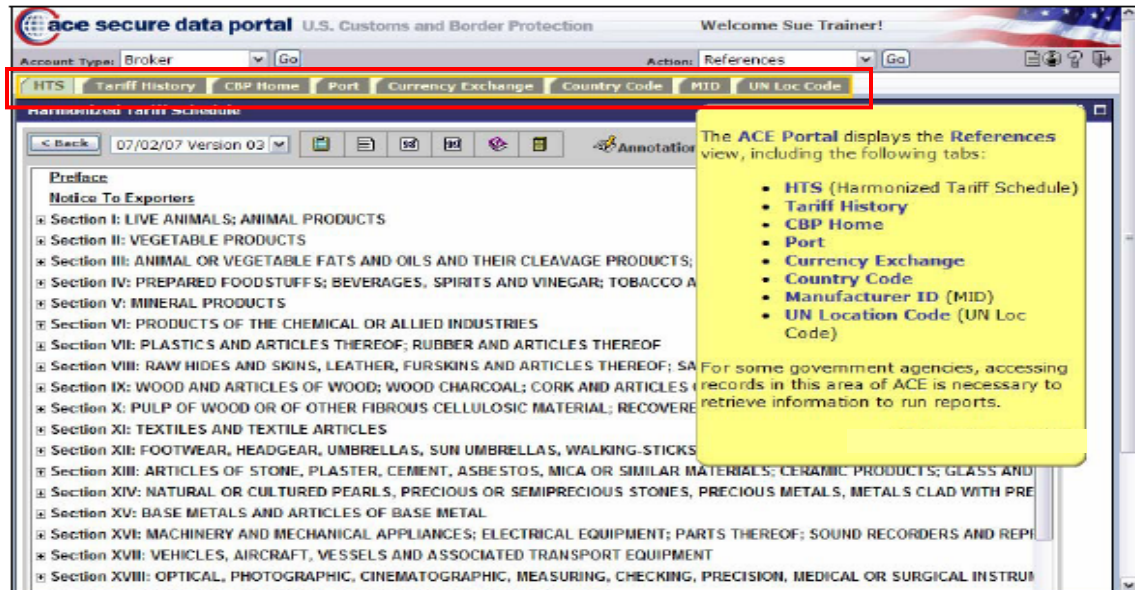 ace secure data portal U.S. Customs and Border Protection Welcome Sue Trainer!
Account Type: Broker Go Action: References Go
HTS Tariff History CBP Home Port Currency Exchange Country Code MID UN Loc Code
Harmonized Tariff Schedule
< Back 07/02/07 Version 03 Annotation
Preface
Notice To Exporters
Section I: LIVE ANIMALS; ANIMAL PRODUCTS
Section II: VEGETABLE PRODUCTS
Section III: ANIMAL OR VEGETABLE FATS AND OILS AND THEIR CLEAVAGE PRODUCTS;
Section IV: PREPARED FOODSTUFFS; BEVERAGES, SPIRITS AND VINEGAR; TOBACCO A
Section V: MINERAL PRODUCTS
Section VI: PRODUCTS OF THE CHEMICAL OR ALLIED INDUSTRIES
Section VII: PLASTICS AND ARTICLES THEREOF; RUBBER AND ARTICLES THEREOF
Section VIII: RAW HIDES AND SKINS, LEATHER, FURSKINS AND ARTICLES THEREOF; SA
Section IX: WOOD AND ARTICLES OF WOOD; WOOD CHARCOAL; CORK AND ARTICLES
Section X: PULP OF WOOD OR OF OTHER FIBROUS CELLULOSIC MATERIAL; RECOVERE
Section XI: TEXTILES AND TEXTILE ARTICLES
Section XII: FOOTWEAR, HEADGEAR, UMBRELLAS, SUN UMBRELLAS, WALKING-STICKS
Section XIII: ARTICLES OF STONE, PLASTER, CEMENT, ASBESTOS, MICA OR SIMILAR MATERIALS; CERAMIC PRODUCTS; GLASS AND
Section XIV: NATURAL OR CULTURED PEARLS, PRECIOUS OR SEMIPRECIOUS STONES, PRECIOUS METALS, METALS CLAD WITH PRE
Section XV: BASE METALS AND ARTICLES OF BASE METAL
Section XVI: MACHINERY AND MECHANICAL APPLIANCES; ELECTRICAL EQUIPMENT; PARTS THEREOF; SOUND RECORDERS AND REP
Section XVII: VEHICLES, AIRCRAFT, VESSELS AND ASSOCIATED TRANSPORT EQUIPMENT
Section XVIII: OPTICAL, PHOTOGRAPHIC, CINEMATOGRAPHIC, MEASURING, CHECKING, PRECISION, MEDICAL OR SURGICAL INSTRU
The ACE Portal displays the References
view, including the following tabs:
• HTS (Harmonized Tariff Schedule)
• Tariff History
• CBP Home
• Port
• Currency Exchange
• Country Code
• Manufacturer ID (MID)
• UN Location Code (UN Loc
Code)
For some government agencies, accessing
records in this area of ACE is necessary to
retrieve information to run reports.